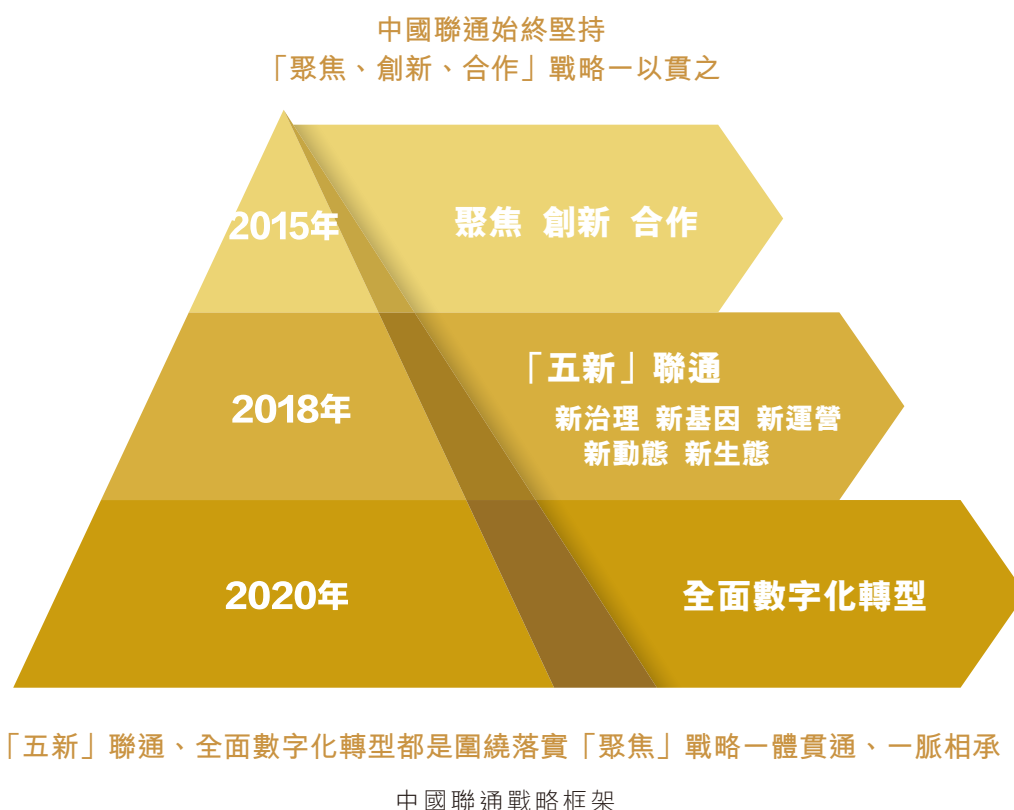 中國聯通始終堅持
「聚焦、創新、合作」戰略一以貫之
2015年
聚焦 創新 合作
「五新」聯通
2018年
新治理 新基因 新運營
新動態 新生態
2020年
全面數字化轉型
「五新」聯通、全面數字化轉型都是圍繞落實「聚焦」戰略一體貫通、一脈相承
中國聯通戰略框架